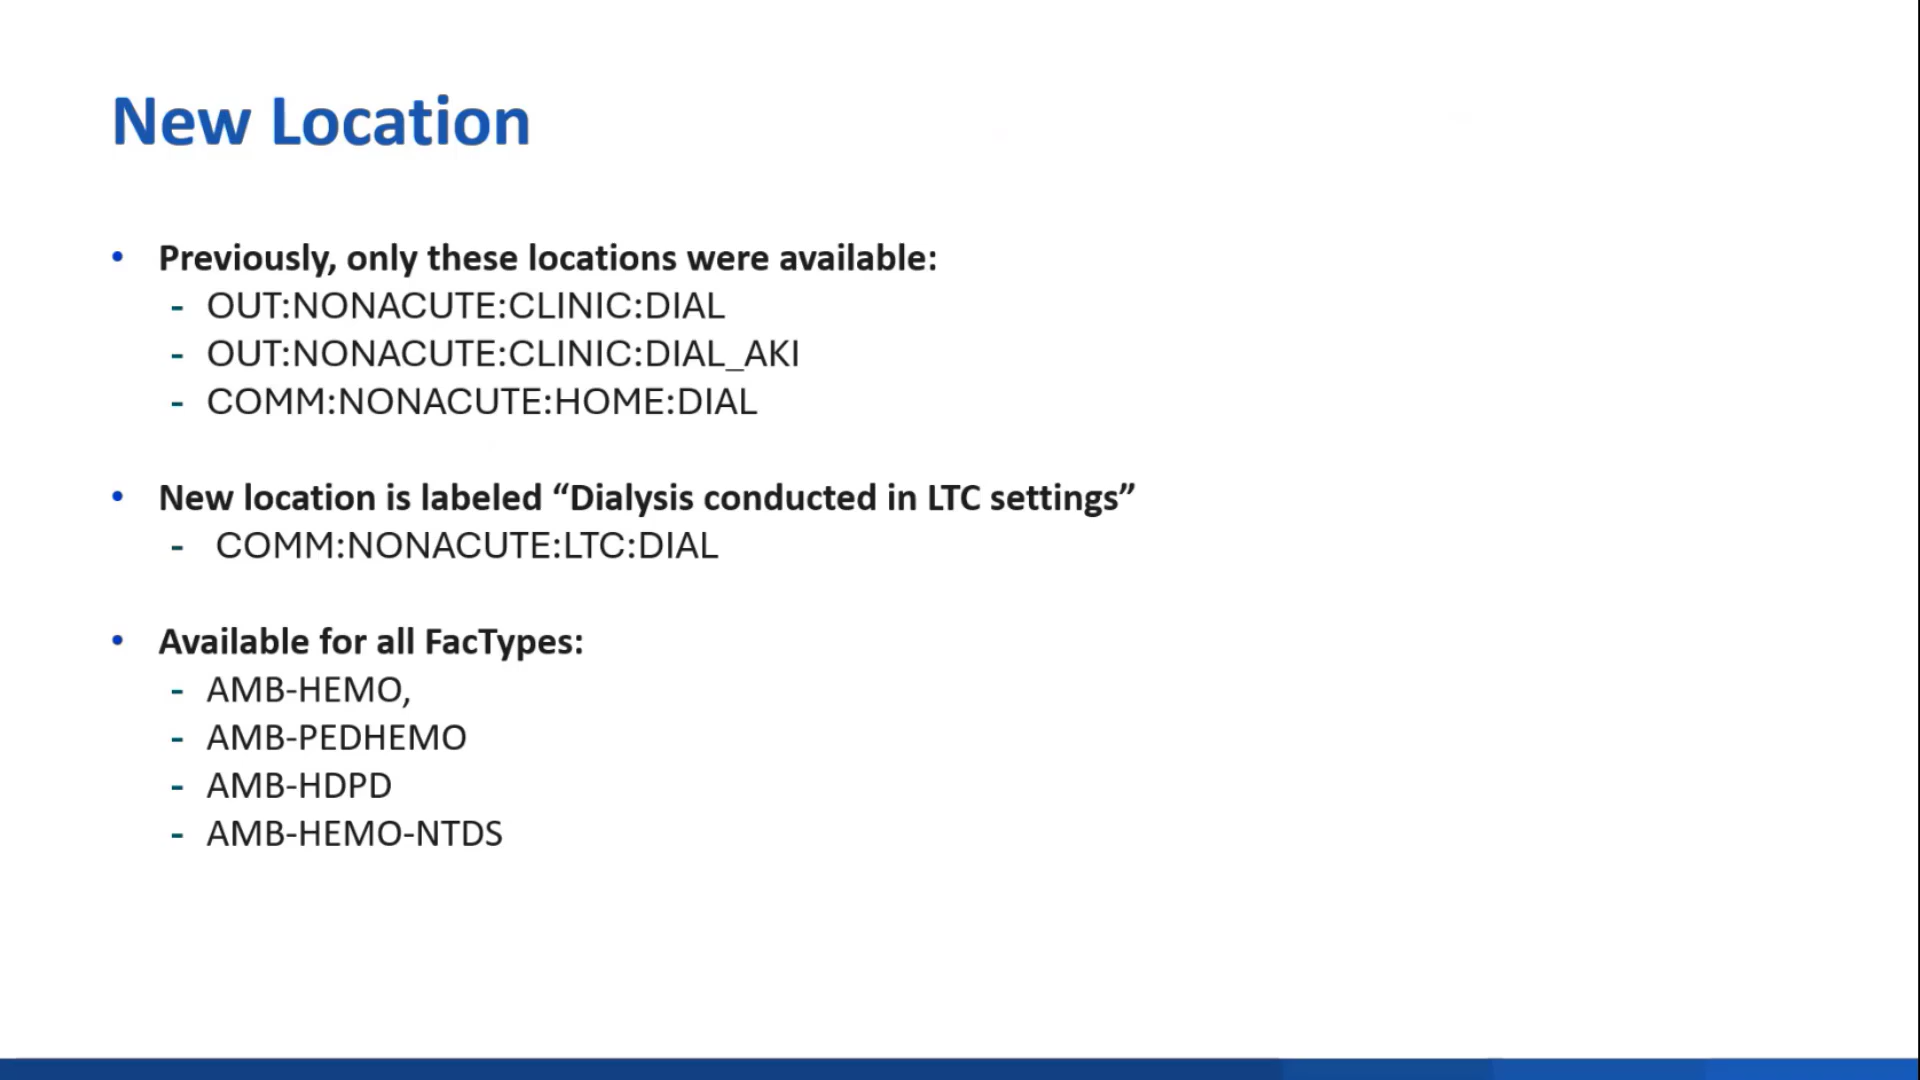 New Location
• Previously, only these locations were available:
- OUT:NONACUTE:CLINIC:DIAL
- OUT:NONACUTE:CLINIC:DIAL_AKI
- COMM:NONACUTE:HOME:DIAL
• New location is labeled “Dialysis conducted in LTC settings”
- COMM:NONACUTE:LTC:DIAL
• Available for all FacTypes:
- AMB-HEMO,
- AMB-PEDHEMO
- AMB-HDPD
- AMB-HEMO-NTDS